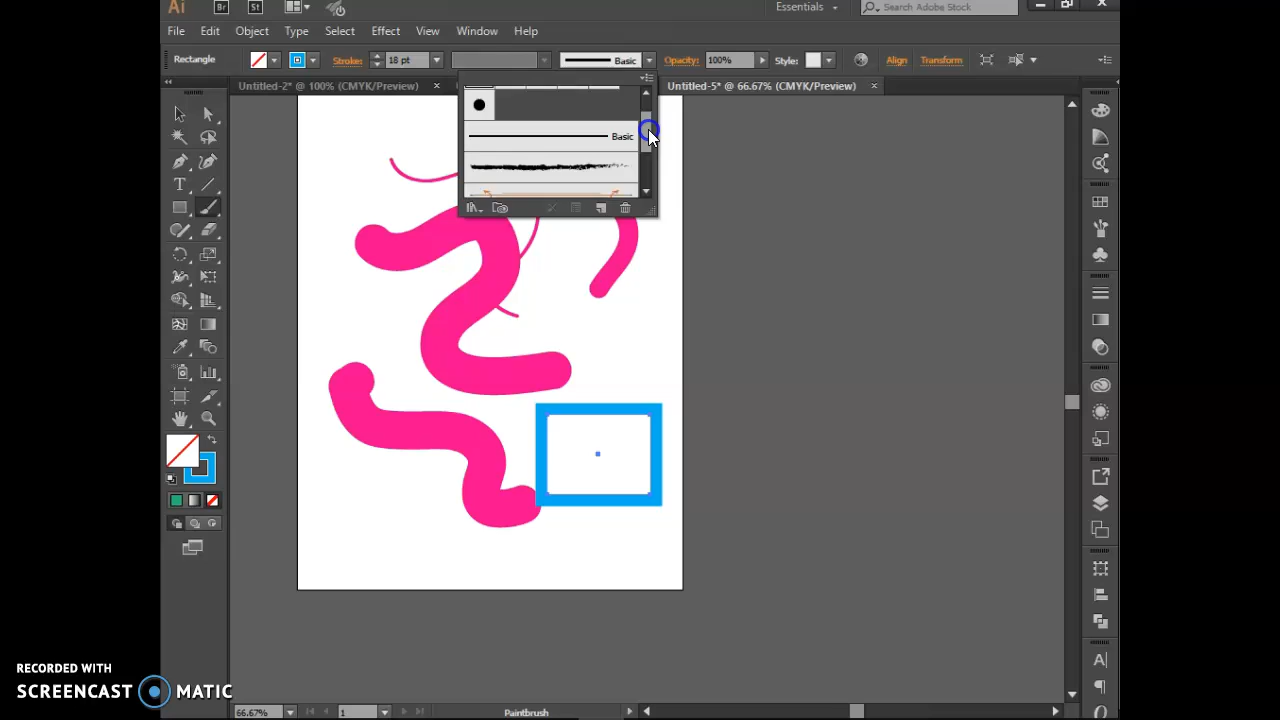 Ai Br St Essentials Search Adobe Stock
File Edit Object Type Select Effect View Window Help
Rectangle Stroke: 18 pt Basic Opacity: 100% Style: Align Transform
Untitled-2* @ 100% (CMYK/Preview) Untitled-5* @ 66.67% (CMYK/Preview)
Basic
RECORDED WITH
SCREENCAST MATIC
66.67% 1 Paintbrush